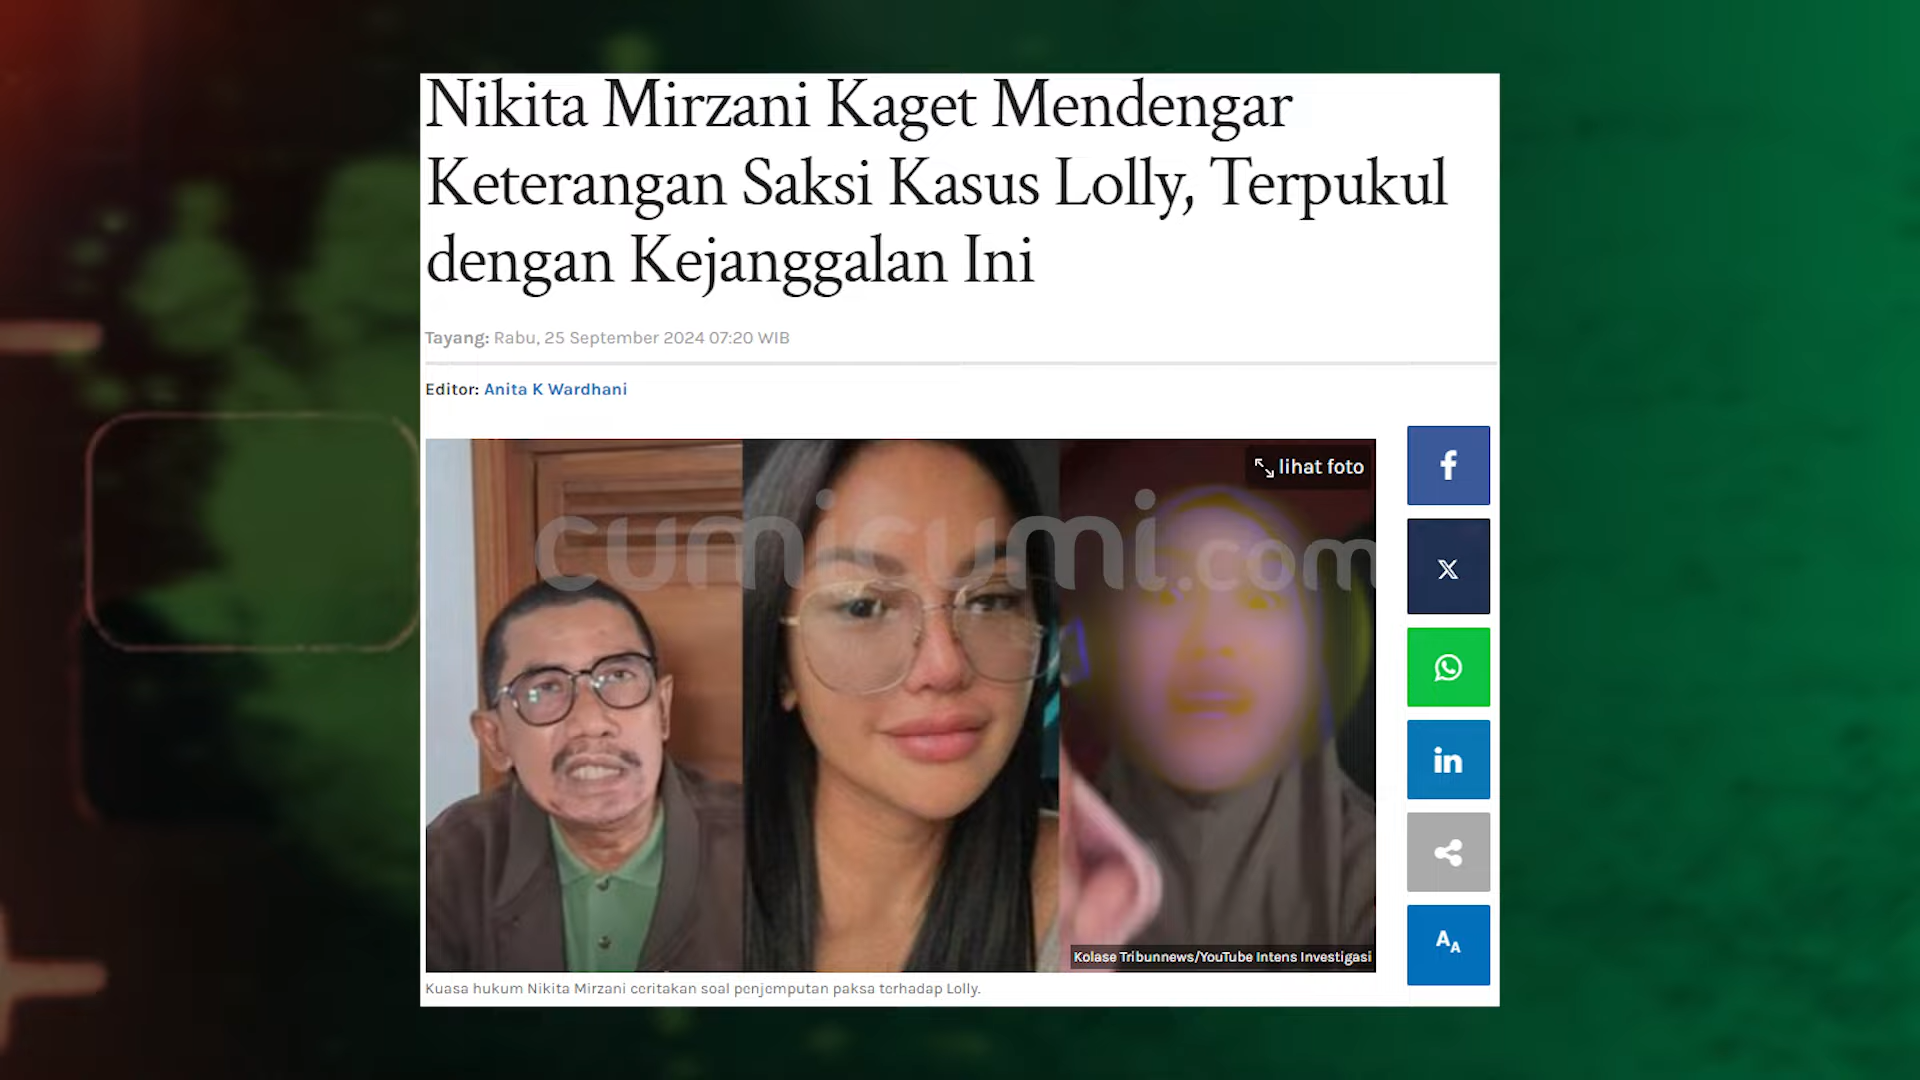 Nikita Mirzani Kaget Mendengar
Keterangan Saksi Kasus Lolly, Terpukul
dengan Kejanggalan Ini
Tayang: Rabu, 25 September 2024 07:20 WIB
Editor: Anita K Wardhani
lihat foto
cumicumi.com
Kolase Tribunnews/YouTube Intens Investigasi
Kuasa hukum Nikita Mirzani ceritakan soal penjemputan paksa terhadap Lolly.
f
X
in
AA